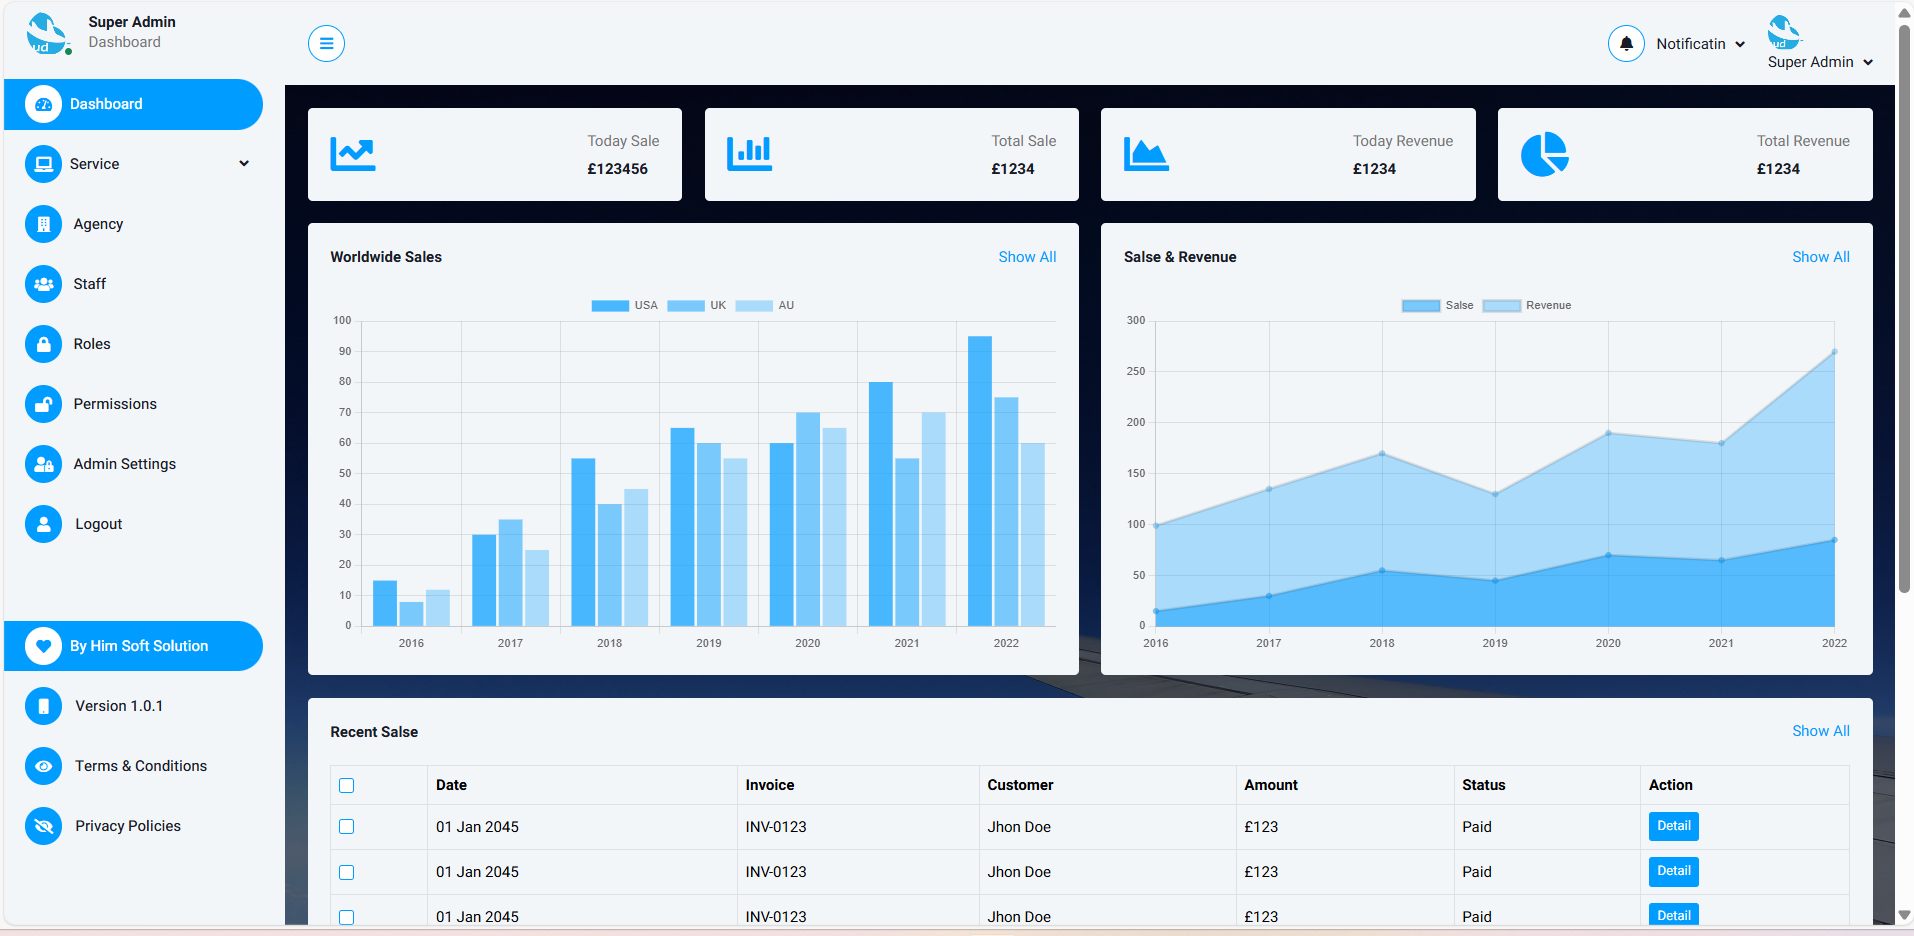 Super Admin
Dashboard
Notificatin
ud
Super Admin
Dashboard
Service
Agency
Staff
Roles
Permissions
Admin Settings
Logout
By Him Soft Solution
Version 1.0.1
Terms & Conditions
Privacy Policies
Today Sale
£123456
Total Sale
£1234
Today Revenue
£1234
Total Revenue
£1234
Worldwide Sales
Show All
USA UK AU
100
90
80
70
60
50
40
30
20
10
0
2016 2017 2018 2019 2020 2021 2022
Salse & Revenue
Show All
Salse Revenue
300
250
200
150
100
50
0
2016 2017 2018 2019 2020 2021 2022
Recent Salse
Show All
Date Invoice Customer Amount Status Action
01 Jan 2045 INV-0123 Jhon Doe £123 Paid Detail
01 Jan 2045 INV-0123 Jhon Doe £123 Paid Detail
01 Jan 2045 INV-0123 Jhon Doe £123 Paid Detail